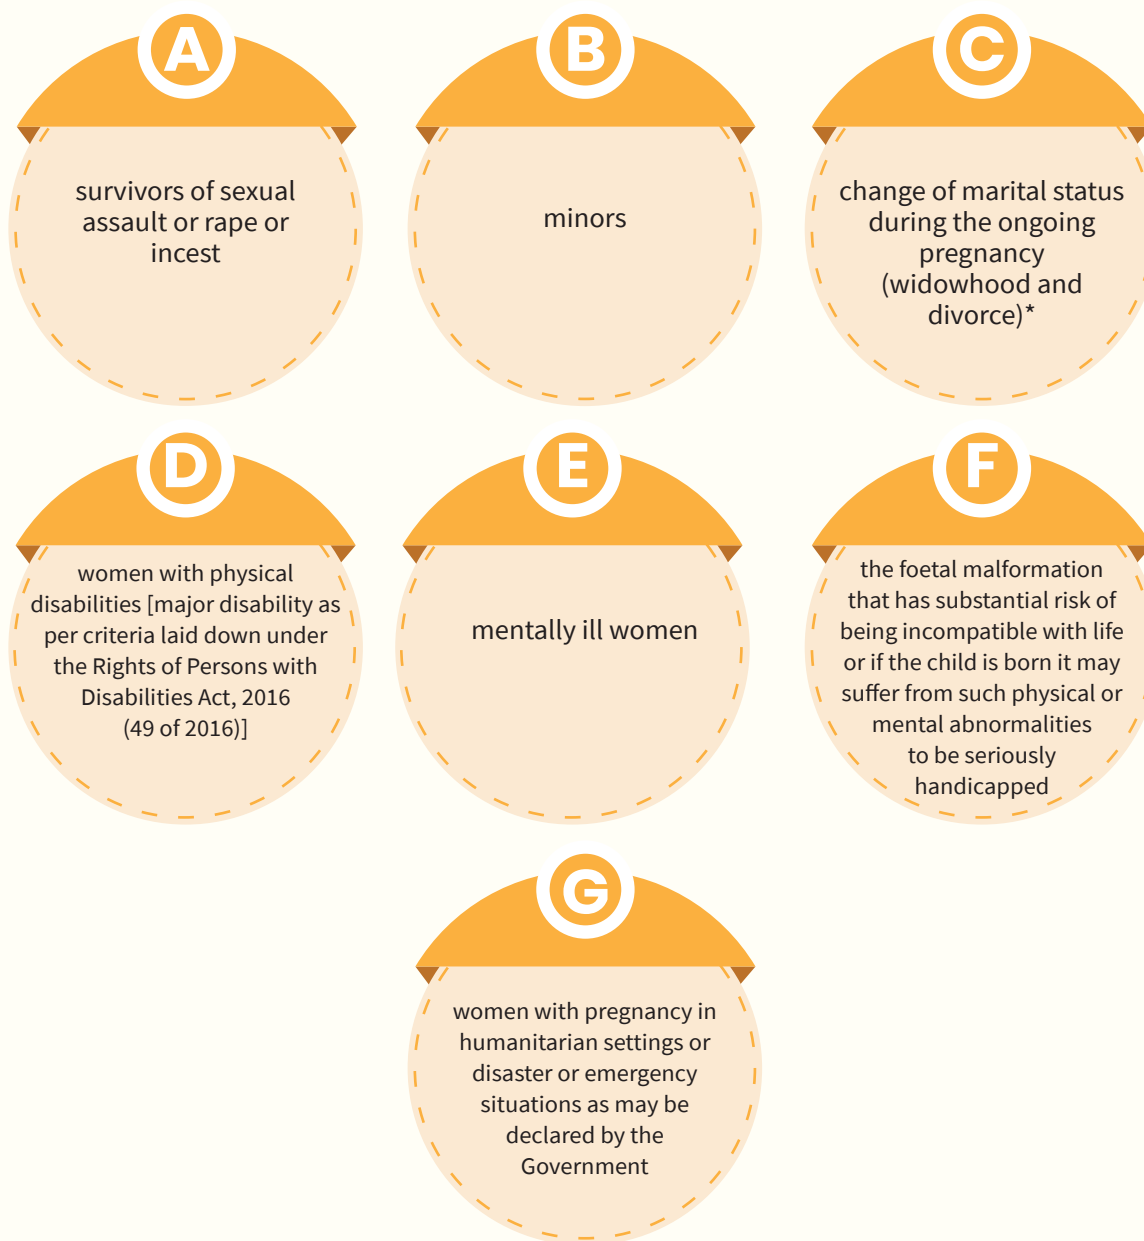 A
survivors of sexual
assault or rape or
incest
B
minors
C
change of marital status
during the ongoing
pregnancy
(widowhood and
divorce)*
D
women with physical
disabilities [major disability as
per criteria laid down under
the Rights of Persons with
Disabilities Act, 2016
(49 of 2016)]
E
mentally ill women
F
the foetal malformation
that has substantial risk of
being incompatible with life
or if the child is born it may
suffer from such physical or
mental abnormalities
to be seriously
handicapped
G
women with pregnancy in
humanitarian settings or
disaster or emergency
situations as may be
declared by the
Government